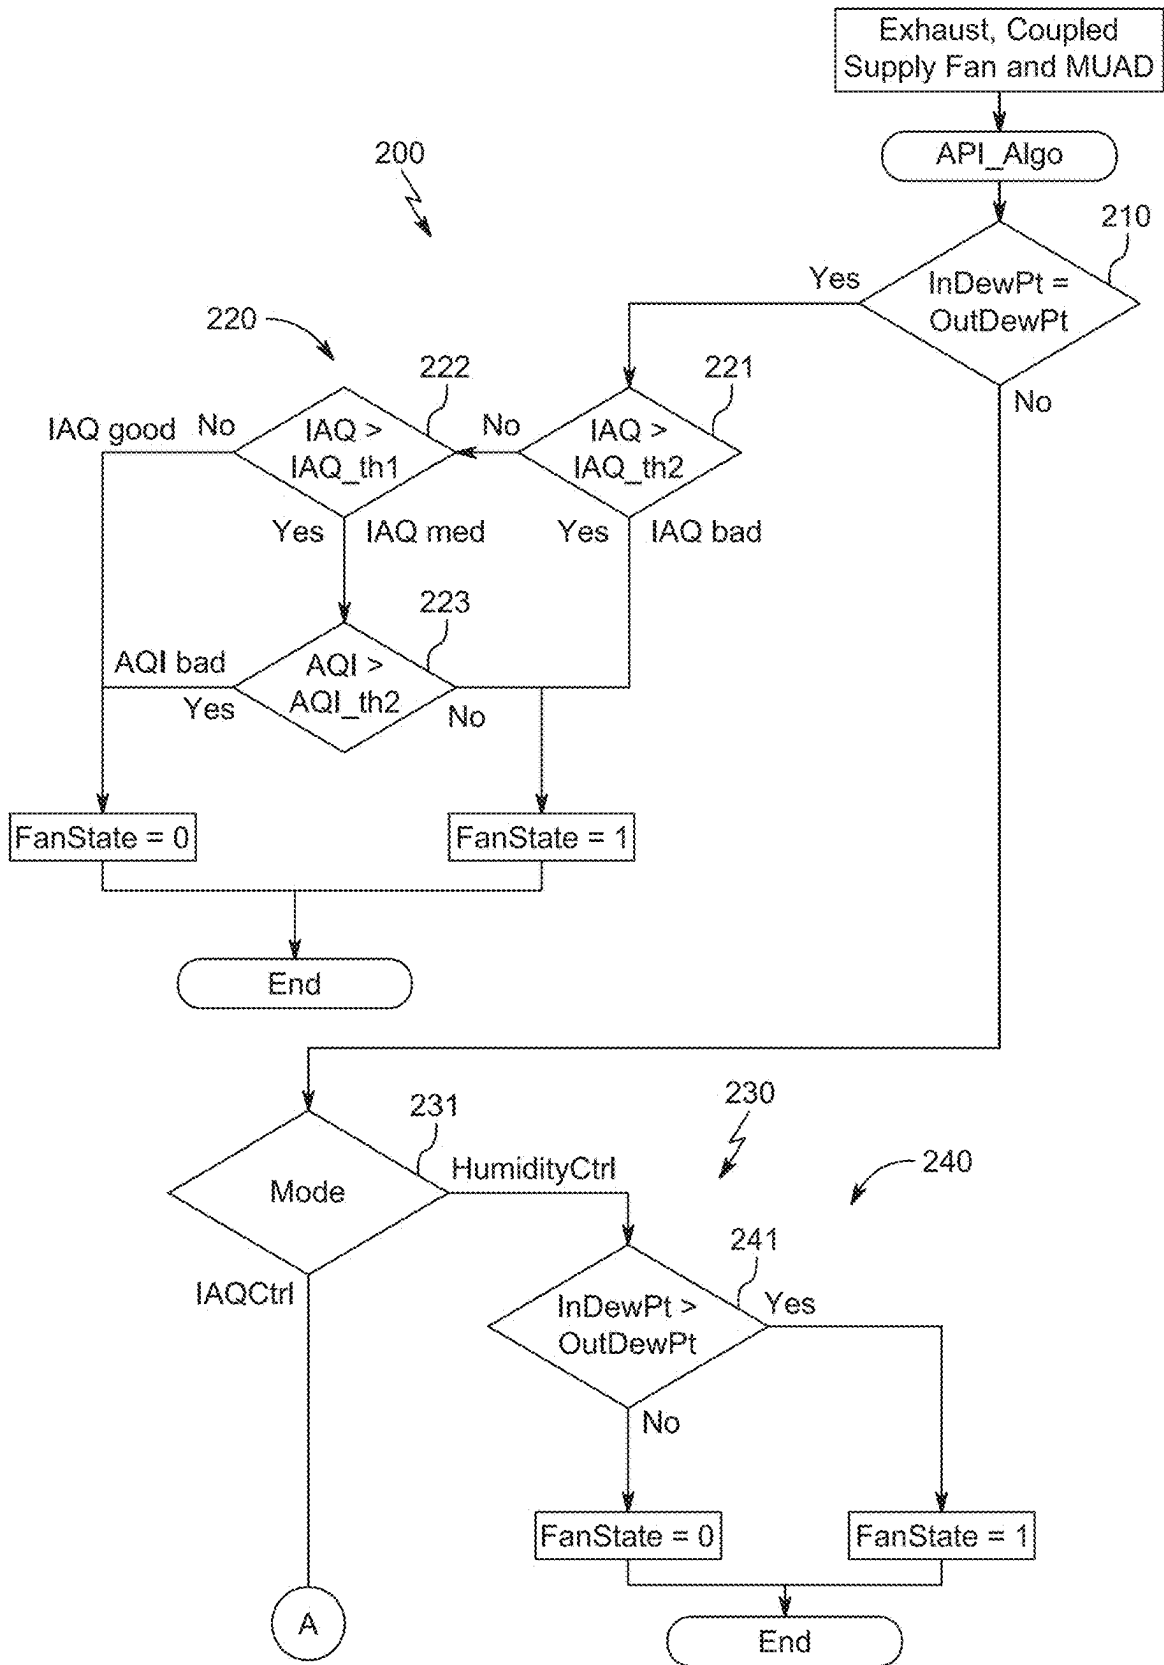 Exhaust, Coupled
Supply Fan and MUAD
API_Algo
200
210
InDewPt =
OutDewPt
Yes
No
220
222
221
IAQ good
No
IAQ >
IAQ_th1
No
IAQ >
IAQ_th2
Yes
IAQ med
Yes
IAQ bad
223
AQI bad
Yes
AQI >
AQI_th2
No
FanState = 0
FanState = 1
End
231
230
240
Mode
HumidityCtrl
IAQCtrl
241
InDewPt >
OutDewPt
Yes
No
FanState = 0
FanState = 1
A
End